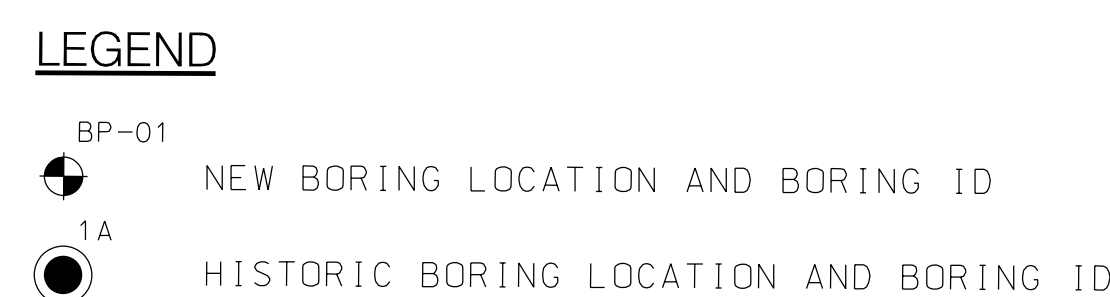 LEGEND
BP-01
NEW BORING LOCATION AND BORING ID
1A
HISTORIC BORING LOCATION AND BORING ID